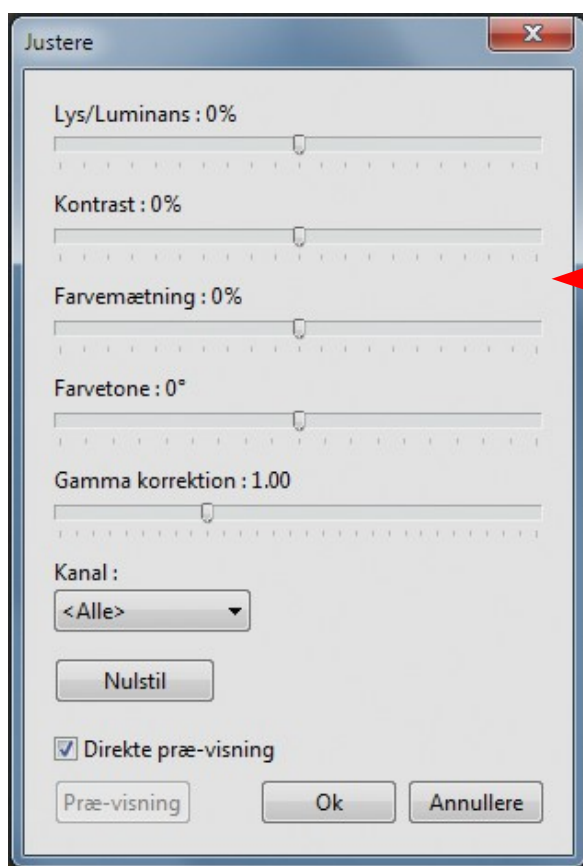 Justere
Lys/Luminans : 0%
Kontrast : 0%
Farvemætning : 0%
Farvetone : 0°
Gamma korrektion : 1.00
Kanal :
<Alle>
Nulstil
Direkte præ-visning
Præ-visning Ok Annullere